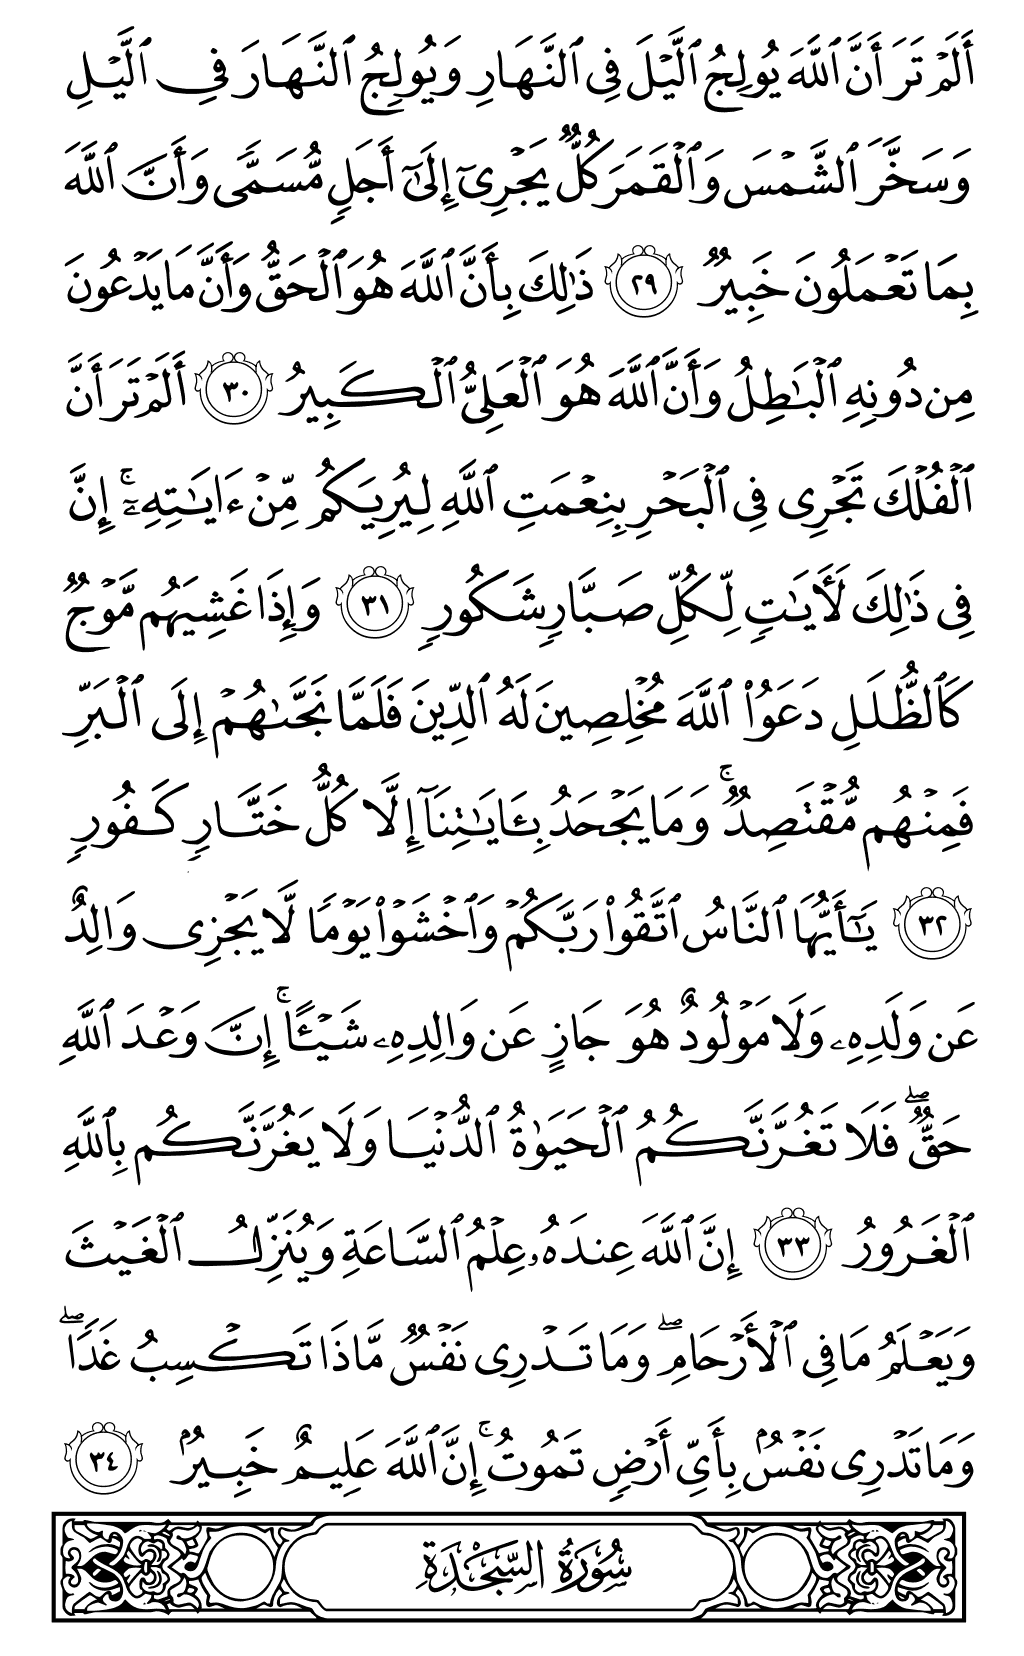 أَلَمْ تَرَ أَنَّ ٱللَّهَ يُولِجُ ٱلَّيْلَ فِى ٱلنَّهَارِ وَيُولِجُ ٱلنَّهَارَ فِى ٱلَّيْلِ
وَسَخَّرَ ٱلشَّمْسَ وَٱلْقَمَرَ كُلٌّ يَجْرِىٓ إِلَىٰٓ أَجَلٍ مُّسَمًّى وَأَنَّ ٱللَّهَ
بِمَا تَعْمَلُونَ خَبِيرٌ ٢٩ ذَٰلِكَ بِأَنَّ ٱللَّهَ هُوَ ٱلْحَقُّ وَأَنَّ مَا يَدْعُونَ
مِن دُونِهِ ٱلْبَـٰطِلُ وَأَنَّ ٱللَّهَ هُوَ ٱلْعَلِىُّ ٱلْكَبِيرُ ٣٠ أَلَمْ تَرَ أَنَّ
ٱلْفُلْكَ تَجْرِى فِى ٱلْبَحْرِ بِنِعْمَتِ ٱللَّهِ لِيُرِيَكُم مِّنْ ءَايَـٰتِهِۦٓ ۚ إِنَّ
فِى ذَٰلِكَ لَـَٔايَـٰتٍ لِّكُلِّ صَبَّارٍ شَكُورٍ ٣١ وَإِذَا غَشِيَهُم مَّوْجٌ
كَٱلظُّلَلِ دَعَوُا۟ ٱللَّهَ مُخْلِصِينَ لَهُ ٱلدِّينَ فَلَمَّا نَجَّىٰهُمْ إِلَى ٱلْبَرِّ
فَمِنْهُم مُّقْتَصِدٌ ۚ وَمَا يَجْحَدُ بِـَٔايَـٰتِنَآ إِلَّا كُلُّ خَتَّارٍ كَفُورٍ
٣٢ يَـٰٓأَيُّهَا ٱلنَّاسُ ٱتَّقُوا۟ رَبَّكُمْ وَٱخْشَوْا۟ يَوْمًا لَّا يَجْزِى وَالِدٌ
عَن وَلَدِهِۦ وَلَا مَوْلُودٌ هُوَ جَازٍ عَن وَالِدِهِۦ شَيْـًٔا ۚ إِنَّ وَعْدَ ٱللَّهِ
حَقٌّ ۖ فَلَا تَغُرَّنَّكُمُ ٱلْحَيَوٰةُ ٱلدُّنْيَا وَلَا يَغُرَّنَّكُم بِٱللَّهِ
ٱلْغَرُورُ ٣٣ إِنَّ ٱللَّهَ عِندَهُۥ عِلْمُ ٱلسَّاعَةِ وَيُنَزِّلُ ٱلْغَيْثَ
وَيَعْلَمُ مَا فِى ٱلْأَرْحَامِ ۖ وَمَا تَدْرِى نَفْسٌ مَّاذَا تَكْسِبُ غَدًا ۖ
وَمَا تَدْرِى نَفْسٌۢ بِأَىِّ أَرْضٍ تَمُوتُ ۚ إِنَّ ٱللَّهَ عَلِيمٌ خَبِيرٌۢ ٣٤
سُورَةُ السَّجْدَةِ